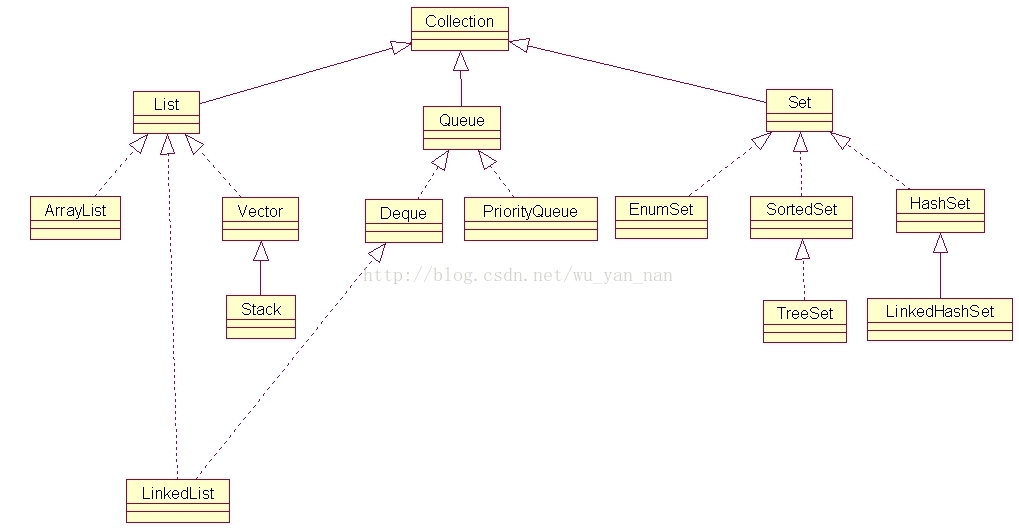 Collection
List
Queue
Set
ArrayList
Vector
Deque
PriorityQueue
EnumSet
SortedSet
HashSet
http://blog.csdn.net/wu_yan_nan
Stack
TreeSet
LinkedHashSet
LinkedList